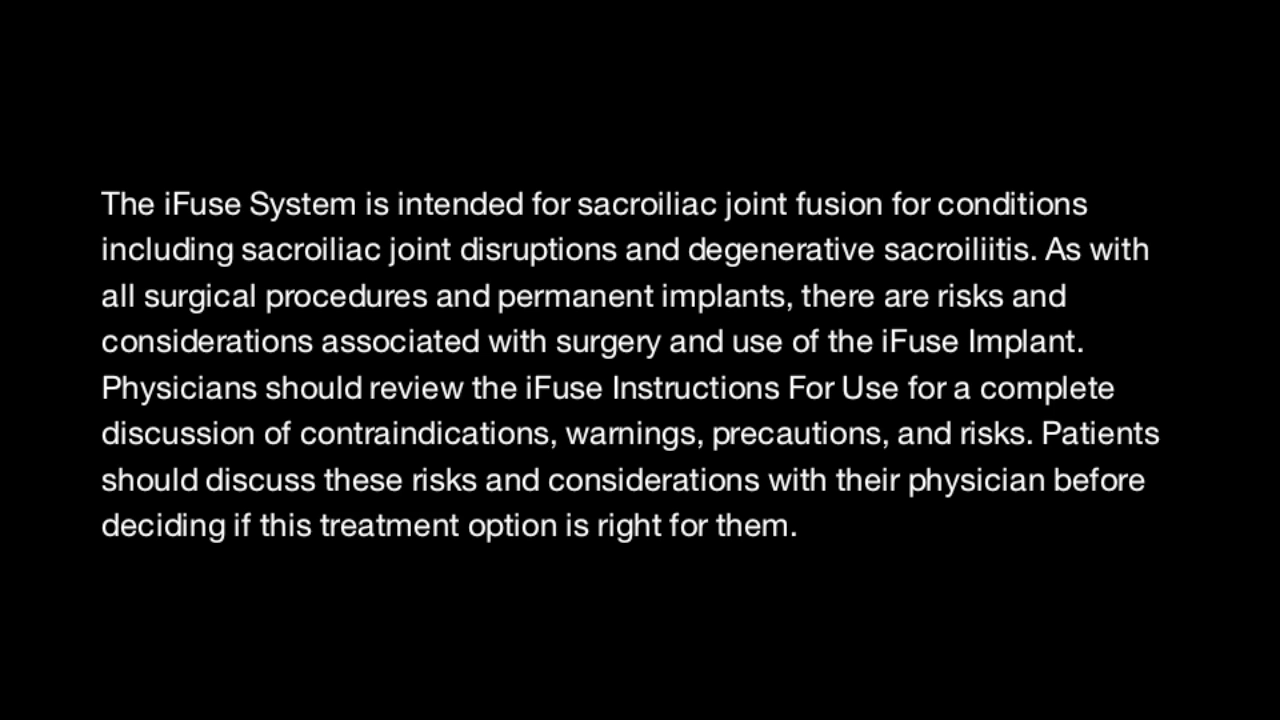 The iFuse System is intended for sacroiliac joint fusion for conditions
including sacroiliac joint disruptions and degenerative sacroiliitis. As with
all surgical procedures and permanent implants, there are risks and
considerations associated with surgery and use of the iFuse Implant.
Physicians should review the iFuse Instructions For Use for a complete
discussion of contraindications, warnings, precautions, and risks. Patients
should discuss these risks and considerations with their physician before
deciding if this treatment option is right for them.